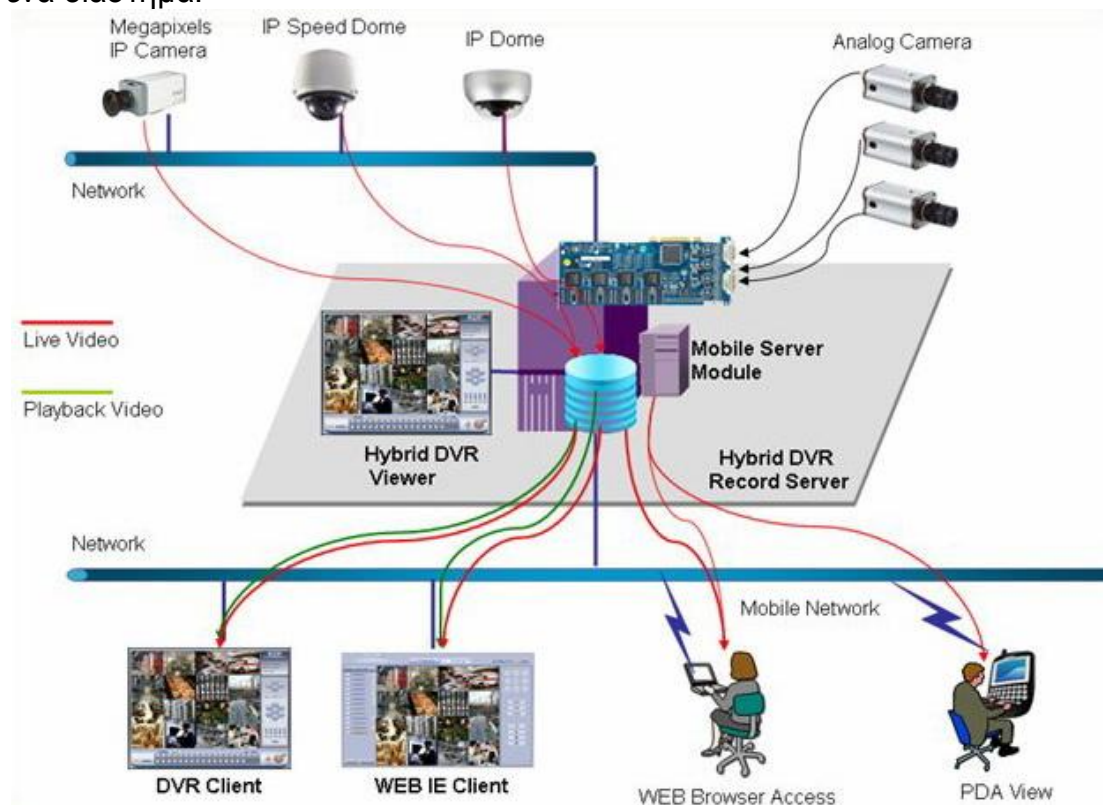 ένα διάστημα.
Megapixels
IP Camera
IP Speed Dome
IP Dome
Analog Camera
Network
Live Video
Playback Video
Mobile Server
Module
Hybrid DVR
Viewer
Hybrid DVR
Record Server
Network
Mobile Network
DVR Client
WEB IE Client
WEB Browser Access
PDA View